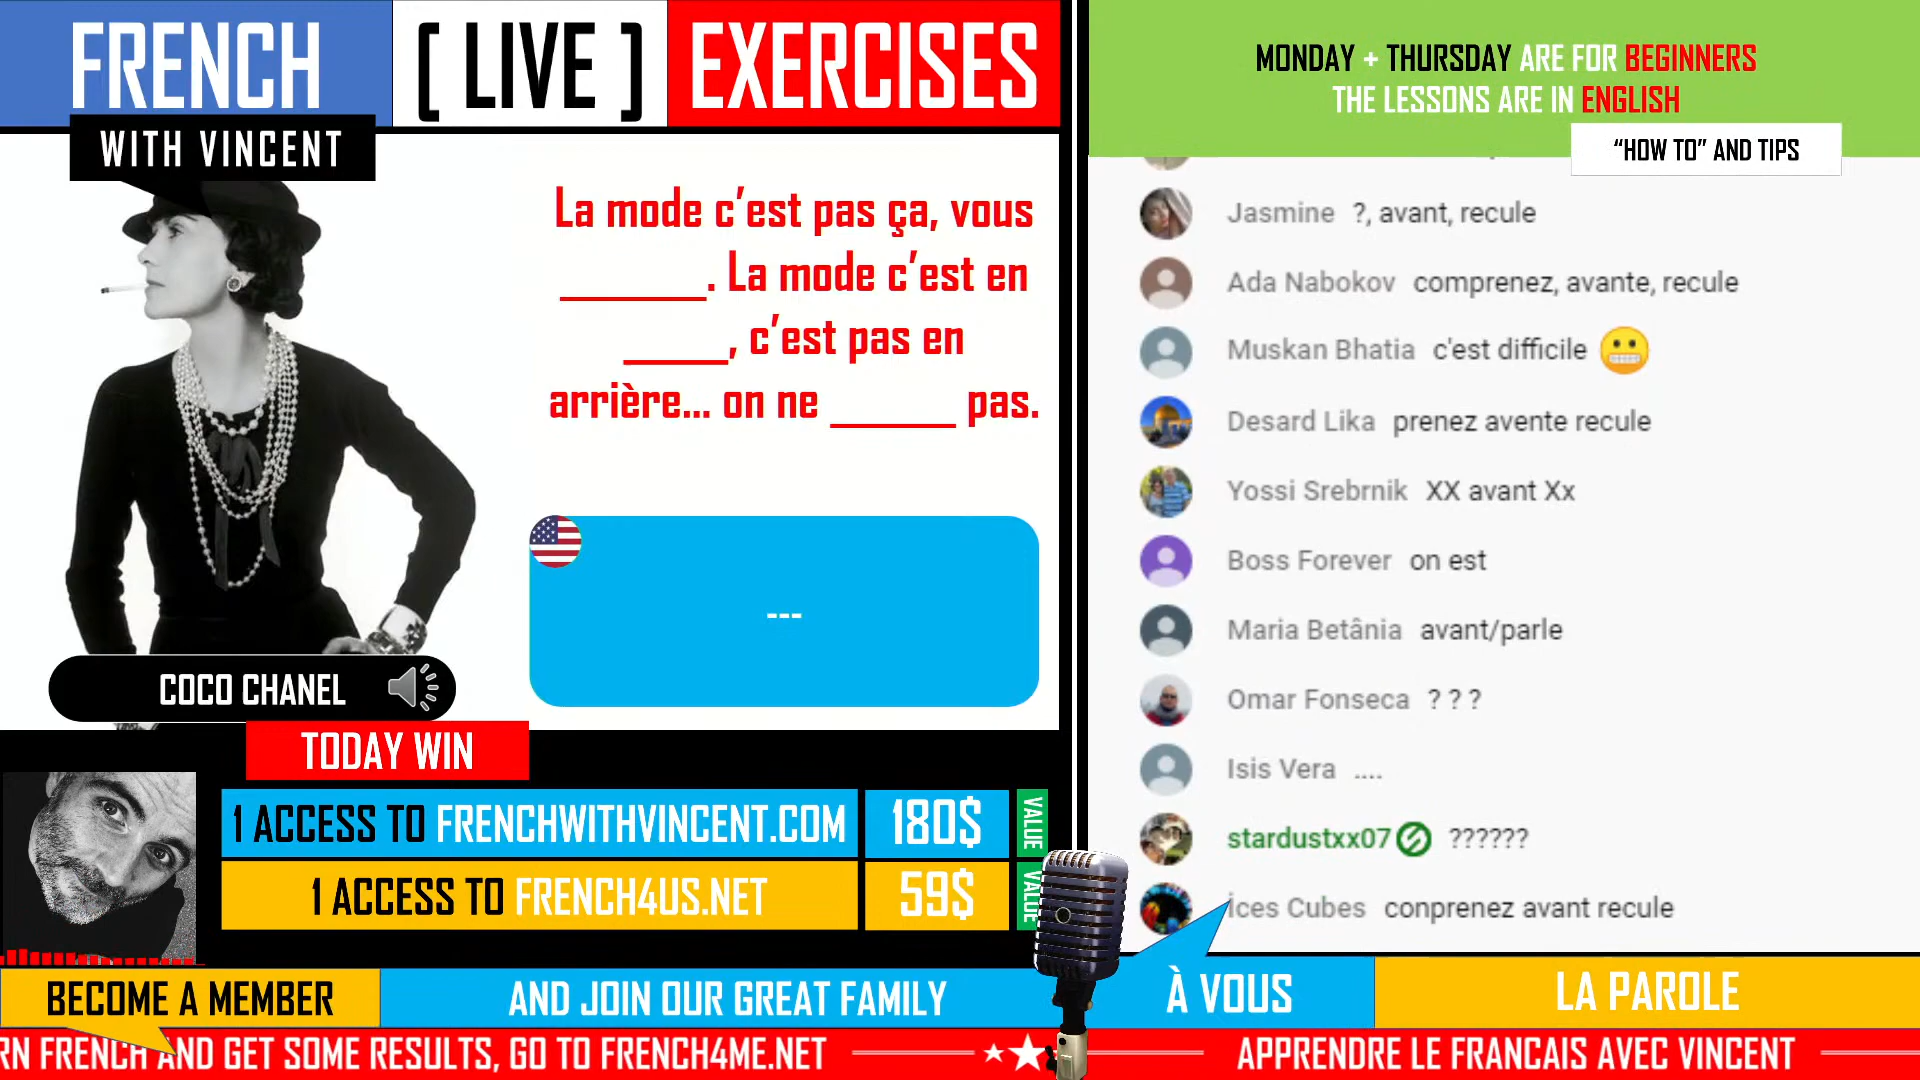 FRENCH [ LIVE ] EXERCISES
WITH VINCENT
La mode c'est pas ça, vous
_______. La mode c'est en
_____, c'est pas en
arrière... on ne ______ pas.
---
COCO CHANEL
TODAY WIN
1 ACCESS TO FRENCHWITHVINCENT.COM 180$ VALUE
1 ACCESS TO FRENCH4US.NET 59$ VALUE
BECOME A MEMBER AND JOIN OUR GREAT FAMILY
MONDAY + THURSDAY ARE FOR BEGINNERS
THE LESSONS ARE IN ENGLISH
“HOW TO” AND TIPS
Jasmine ?, avant, recule
Ada Nabokov comprenez, avante, recule
Muskan Bhatia c'est difficile 😬
Desard Lika prenez avente recule
Yossi Srebrnik XX avant Xx
Boss Forever on est
Maria Betânia avant/parle
Omar Fonseca ? ? ?
Isis Vera ....
stardustxx07 ??????
İces Cubes conprenez avant recule
À VOUS LA PAROLE
RN FRENCH AND GET SOME RESULTS, GO TO FRENCH4ME.NET
APPRENDRE LE FRANCAIS AVEC VINCENT